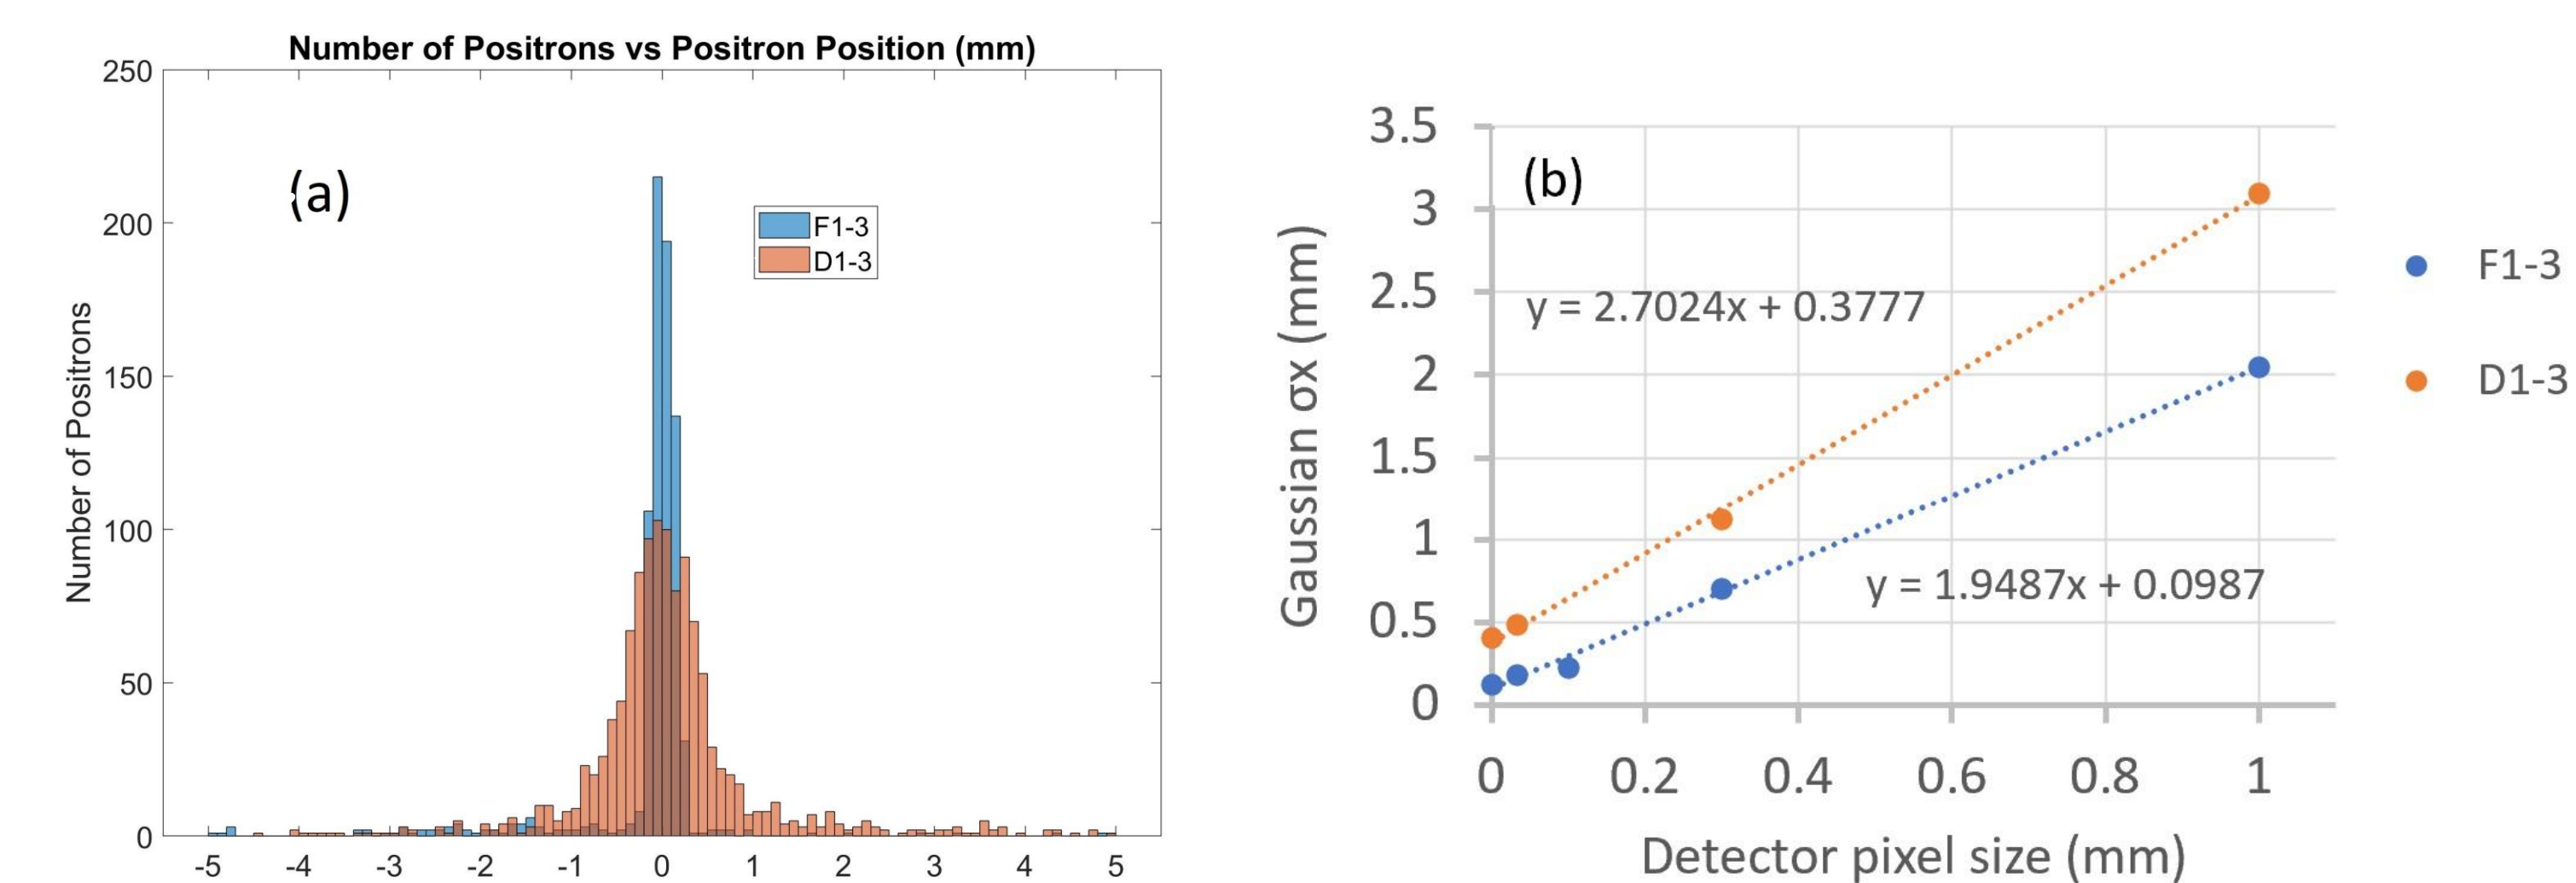 Number of Positrons vs Positron Position (mm)
250
200
150
100
50
0
Number of Positrons
(a)
F1-3
D1-3
-5 -4 -3 -2 -1 0 1 2 3 4 5
3.5
3
2.5
2
1.5
1
0.5
0
Gaussian σx (mm)
(b)
y = 2.7024x + 0.3777
y = 1.9487x + 0.0987
0 0.2 0.4 0.6 0.8 1
Detector pixel size (mm)
F1-3
D1-3